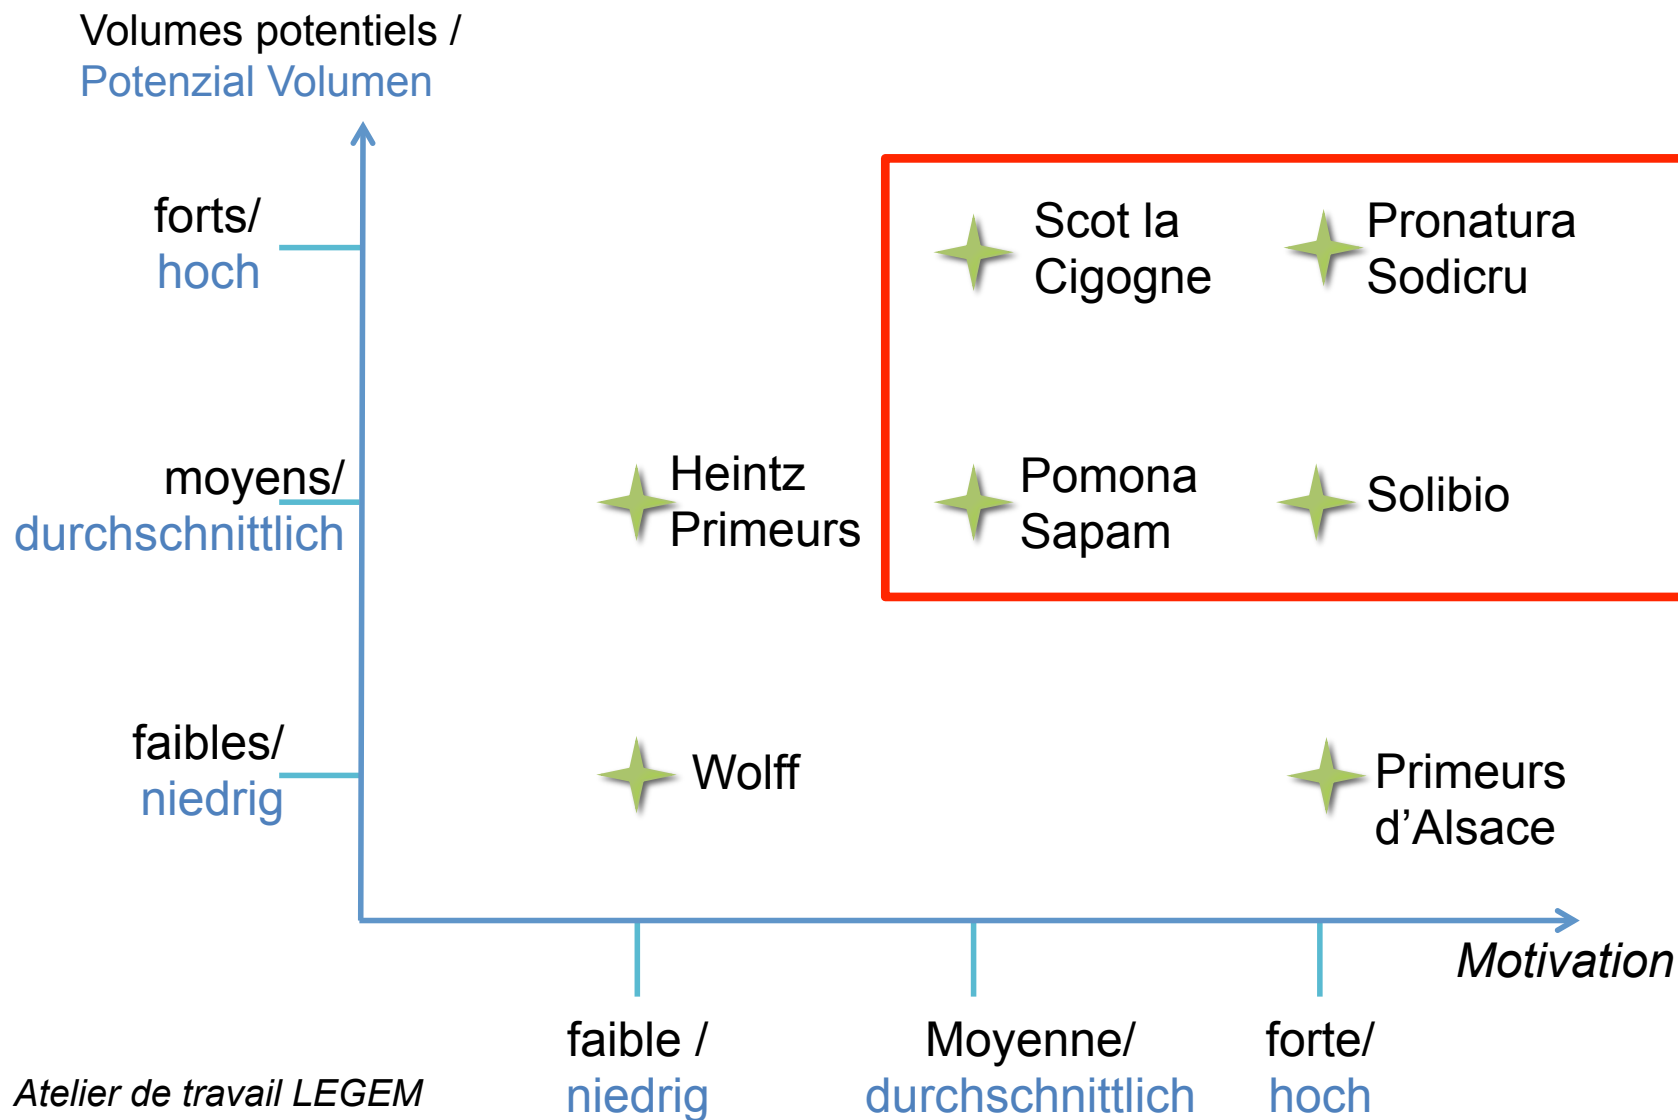 Volumes potentiels /
Potenzial Volumen
forts/
hoch
Scot la
Cigogne
Pronatura
Sodicru
moyens/
durchschnittlich
Heintz
Primeurs
Pomona
Sapam
Solibio
faibles/
niedrig
Wolff
Primeurs
d’Alsace
Motivation
faible /
niedrig
Moyenne/
durchschnittlich
forte/
hoch
Atelier de travail LEGEM